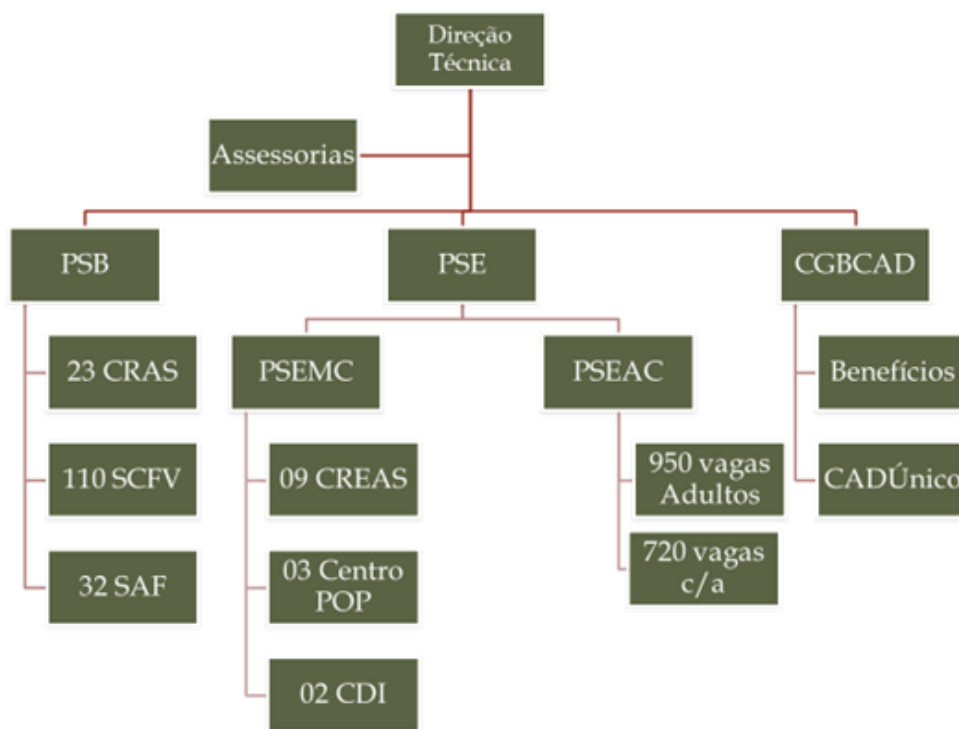 Direção
Técnica
Assessorias
PSB
PSE
CGBCAD
23 CRAS
PSEMC
PSEAC
Benefícios
110 SCFV
09 CREAS
950 vagas
Adultos
CADÚnico
32 SAF
03 Centro
POP
720 vagas
c/a
02 CDI